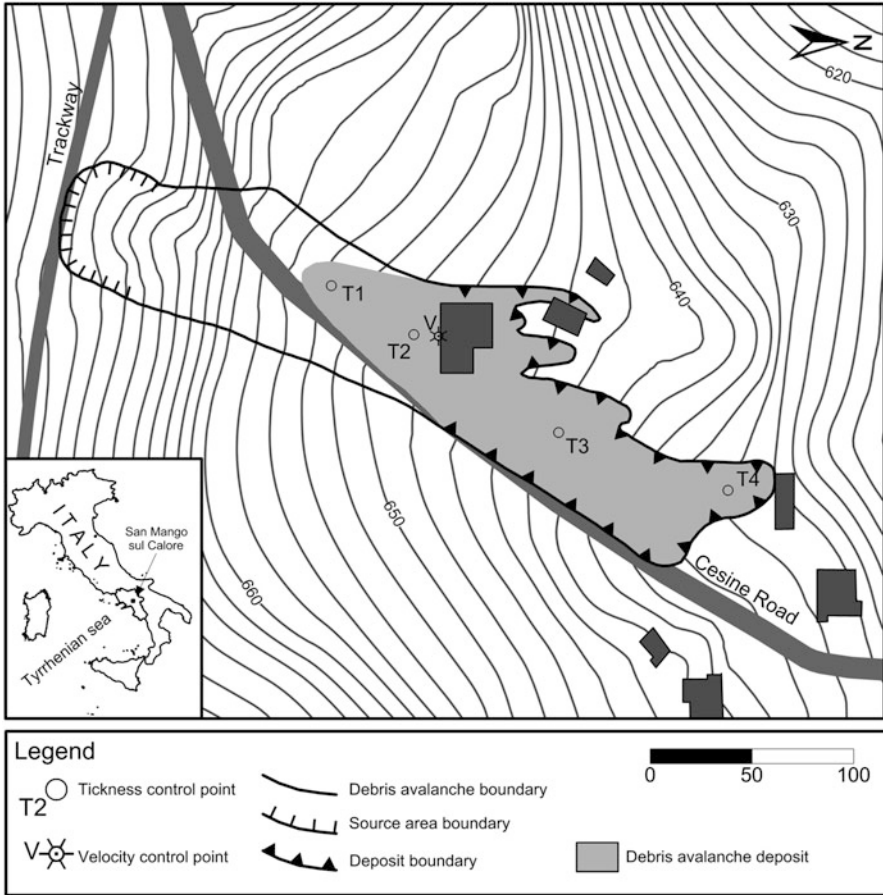 N
620
Trackway
630
640
T1
V
T2
T3
T4
650
660
Cesine Road
ITALY
San Mango
sul Calore
Tyrrhenian sea
Legend
T2 Tickness control point
V Velocity control point
Debris avalanche boundary
Source area boundary
Deposit boundary
0 50 100
Debris avalanche deposit